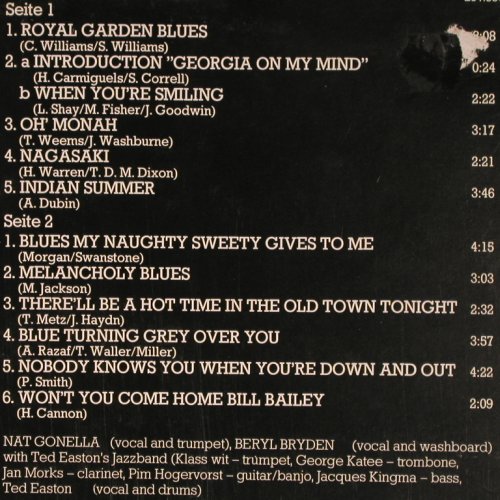 Seite 1
1. ROYAL GARDEN BLUES
(C. Williams/S. Williams)
2. a INTRODUCTION "GEORGIA ON MY MIND" 0:24
(H. Carmiguels/S. Correll)
b WHEN YOU'RE SMILING 2:22
(L. Shay/M. Fisher/J. Goodwin)
3. OH' MONAH 3:17
(T. Weems/J. Washburne)
4. NAGASAKI 2:21
(H. Warren/T. D. M. Dixon)
5. INDIAN SUMMER 3:46
(A. Dubin)
Seite 2
1. BLUES MY NAUGHTY SWEETY GIVES TO ME 4:15
(Morgan/Swanstone)
2. MELANCHOLY BLUES 3:03
(M. Jackson)
3. THERE'LL BE A HOT TIME IN THE OLD TOWN TONIGHT 2:32
(T. Metz/J. Haydn)
4. BLUE TURNING GREY OVER YOU 3:57
(A. Razaf/T. Waller/Miller)
5. NOBODY KNOWS YOU WHEN YOU'RE DOWN AND OUT 4:22
(P. Smith)
6. WON'T YOU COME HOME BILL BAILEY 2:09
(H. Cannon)
NAT GONELLA (vocal and trumpet), BERYL BRYDEN (vocal and washboard)
with Ted Easton's Jazzband (Klass wit – trumpet, George Katee – trombone,
Jan Morks – clarinet, Pim Hogervorst – guitar/banjo, Jacques Kingma – bass,
Ted Easton (vocal and drums)